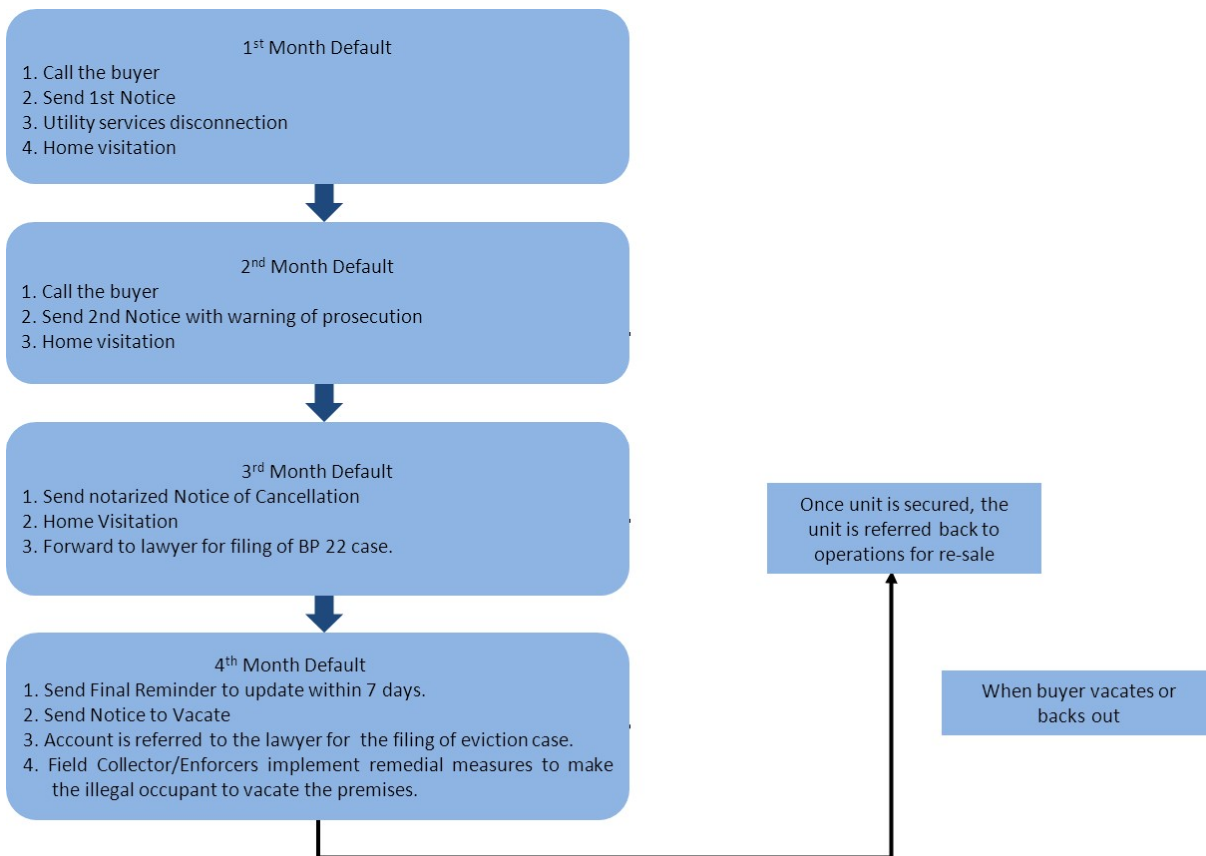 1st Month Default
1. Call the buyer
2. Send 1st Notice
3. Utility services disconnection
4. Home visitation
2nd Month Default
1. Call the buyer
2. Send 2nd Notice with warning of prosecution
3. Home visitation
3rd Month Default
1. Send notarized Notice of Cancellation
2. Home Visitation
3. Forward to lawyer for filing of BP 22 case.
4th Month Default
1. Send Final Reminder to update within 7 days.
2. Send Notice to Vacate
3. Account is referred to the lawyer for the filing of eviction case.
4. Field Collector/Enforcers implement remedial measures to make
the illegal occupant to vacate the premises.
Once unit is secured, the
unit is referred back to
operations for re-sale
When buyer vacates or
backs out